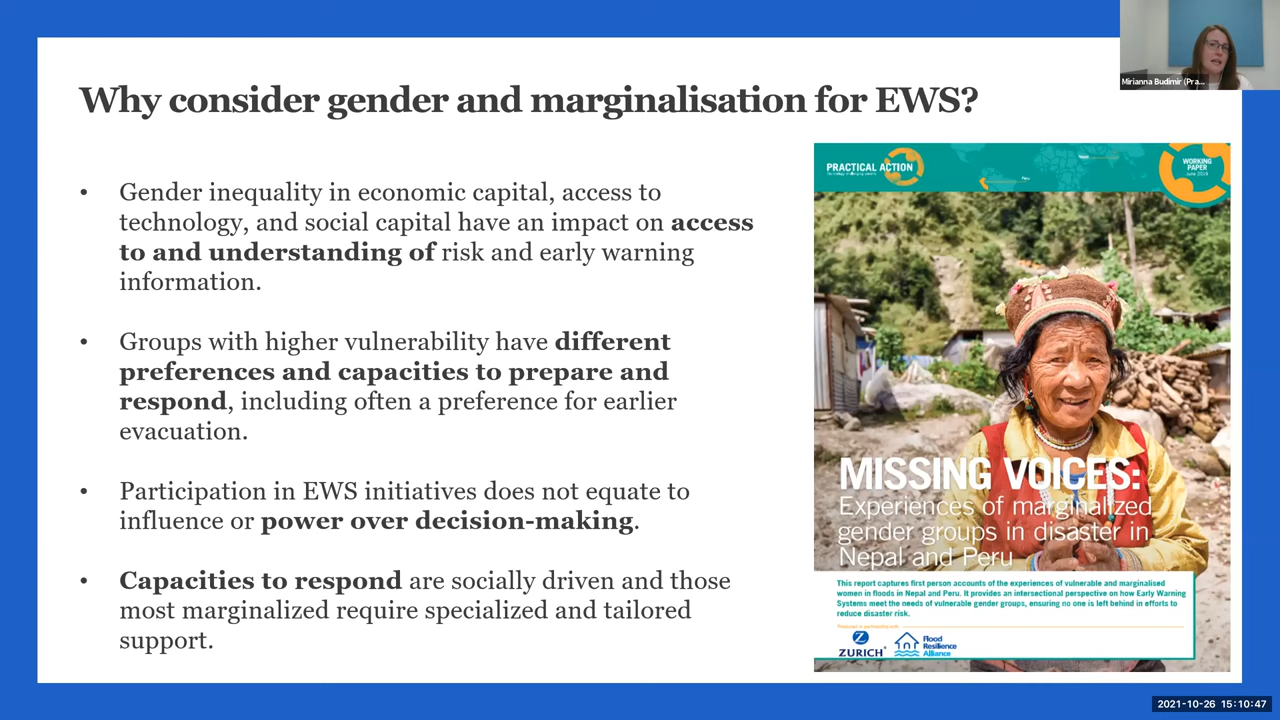 Why consider gender and marginalisation for EWS?
Mirianna Budimir (Pra...
• Gender inequality in economic capital, access to
technology, and social capital have an impact on access
to and understanding of risk and early warning
information.
• Groups with higher vulnerability have different
preferences and capacities to prepare and
respond, including often a preference for earlier
evacuation.
• Participation in EWS initiatives does not equate to
influence or power over decision-making.
• Capacities to respond are socially driven and those
most marginalized require specialized and tailored
support.
PRACTICAL ACTION
WORKING
PAPER
June 2019
Peru
MISSING VOICES:
Experiences of marginalized
gender groups in disaster in
Nepal and Peru
This report captures first person accounts of the experiences of vulnerable and marginalised
women in floods in Nepal and Peru. It provides an intersectional perspective on how Early Warning
Systems meet the needs of vulnerable gender groups, ensuring no one is left behind in efforts to
reduce disaster risk.
Produced in partnership with:
ZURICH
Flood
Resilience
Alliance
2021-10-26 15:10:47